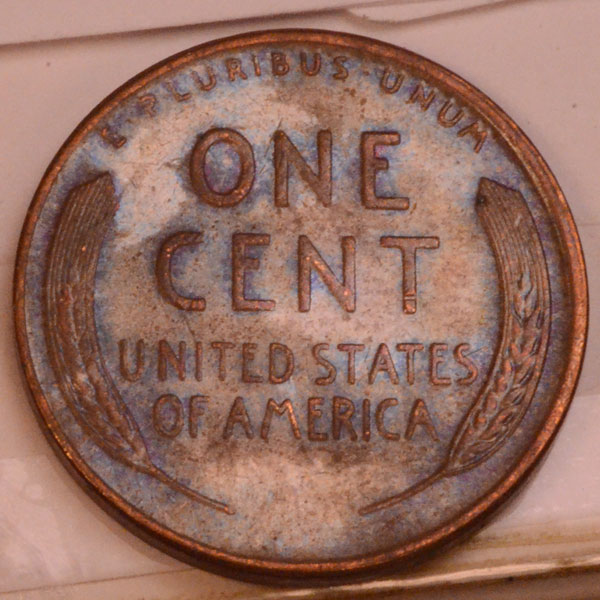 E · PLURIBUS · UNUM
ONE
CENT
UNITED STATES
OF AMERICA